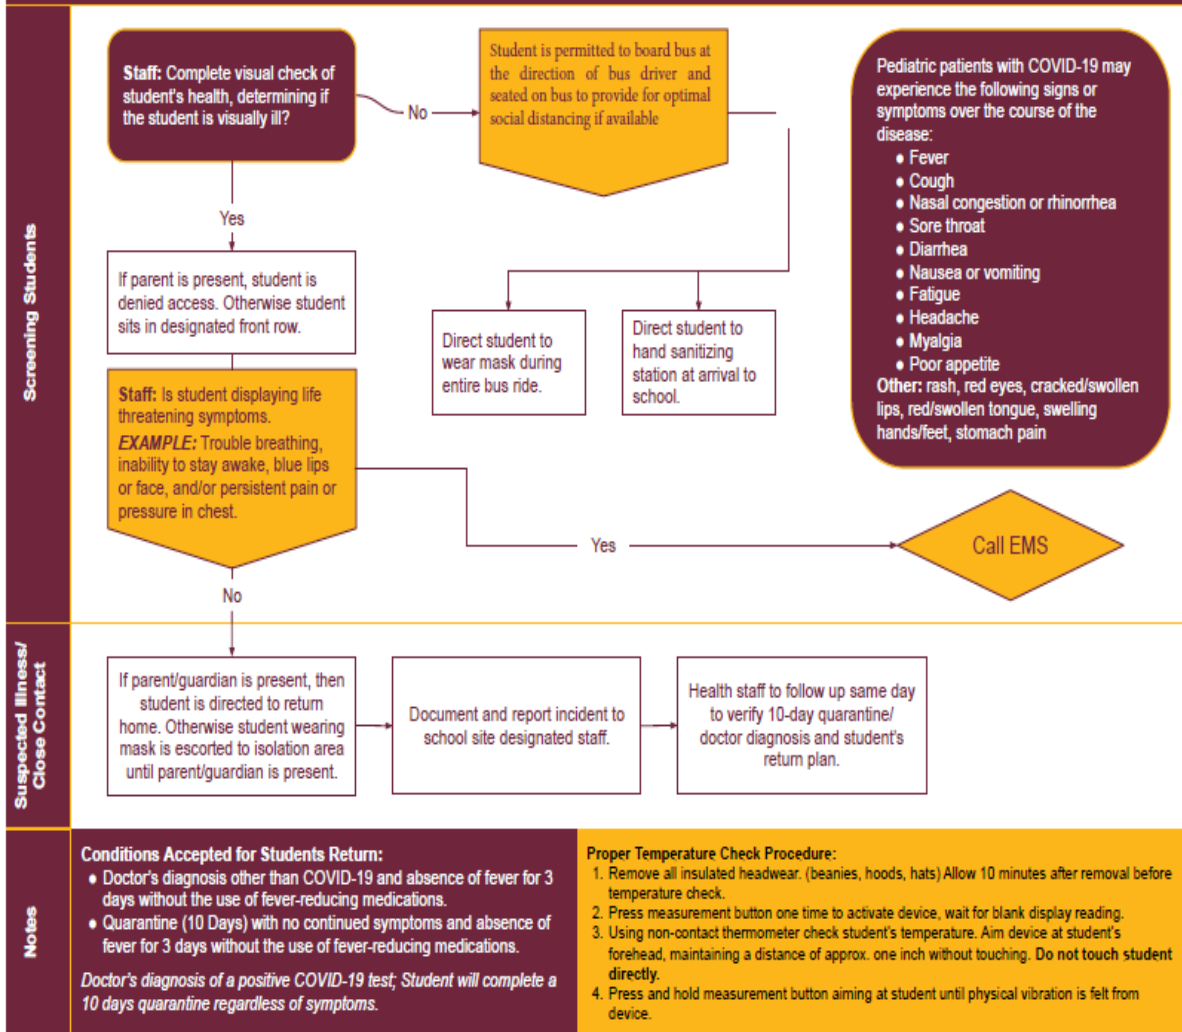 Screening Students
Staff: Complete visual check of
student's health, determining if
the student is visually ill?
No
Student is permitted to board bus at
the direction of bus driver and
seated on bus to provide for optimal
social distancing if available
Pediatric patients with COVID-19 may
experience the following signs or
symptoms over the course of the
disease:
● Fever
● Cough
● Nasal congestion or rhinorrhea
● Sore throat
● Diarrhea
● Nausea or vomiting
● Fatigue
● Headache
● Myalgia
● Poor appetite
Other: rash, red eyes, cracked/swollen
lips, red/swollen tongue, swelling
hands/feet, stomach pain
Yes
If parent is present, student is
denied access. Otherwise student
sits in designated front row.
Direct student to
wear mask during
entire bus ride.
Direct student to
hand sanitizing
station at arrival to
school.
Staff: Is student displaying life
threatening symptoms.
EXAMPLE: Trouble breathing,
inability to stay awake, blue lips
or face, and/or persistent pain or
pressure in chest.
Yes
Call EMS
No
Suspected Illness/
Close Contact
If parent/guardian is present, then
student is directed to return
home. Otherwise student wearing
mask is escorted to isolation area
until parent/guardian is present.
Document and report incident to
school site designated staff.
Health staff to follow up same day
to verify 10-day quarantine/
doctor diagnosis and student's
return plan.
Notes
Conditions Accepted for Students Return:
● Doctor's diagnosis other than COVID-19 and absence of fever for 3
days without the use of fever-reducing medications.
● Quarantine (10 Days) with no continued symptoms and absence of
fever for 3 days without the use of fever-reducing medications.
Doctor's diagnosis of a positive COVID-19 test; Student will complete a
10 days quarantine regardless of symptoms.
Proper Temperature Check Procedure:
1. Remove all insulated headwear. (beanies, hoods, hats) Allow 10 minutes after removal before
temperature check.
2. Press measurement button one time to activate device, wait for blank display reading.
3. Using non-contact thermometer check student's temperature. Aim device at student's
forehead, maintaining a distance of approx. one inch without touching. Do not touch student
directly.
4. Press and hold measurement button aiming at student until physical vibration is felt from
device.